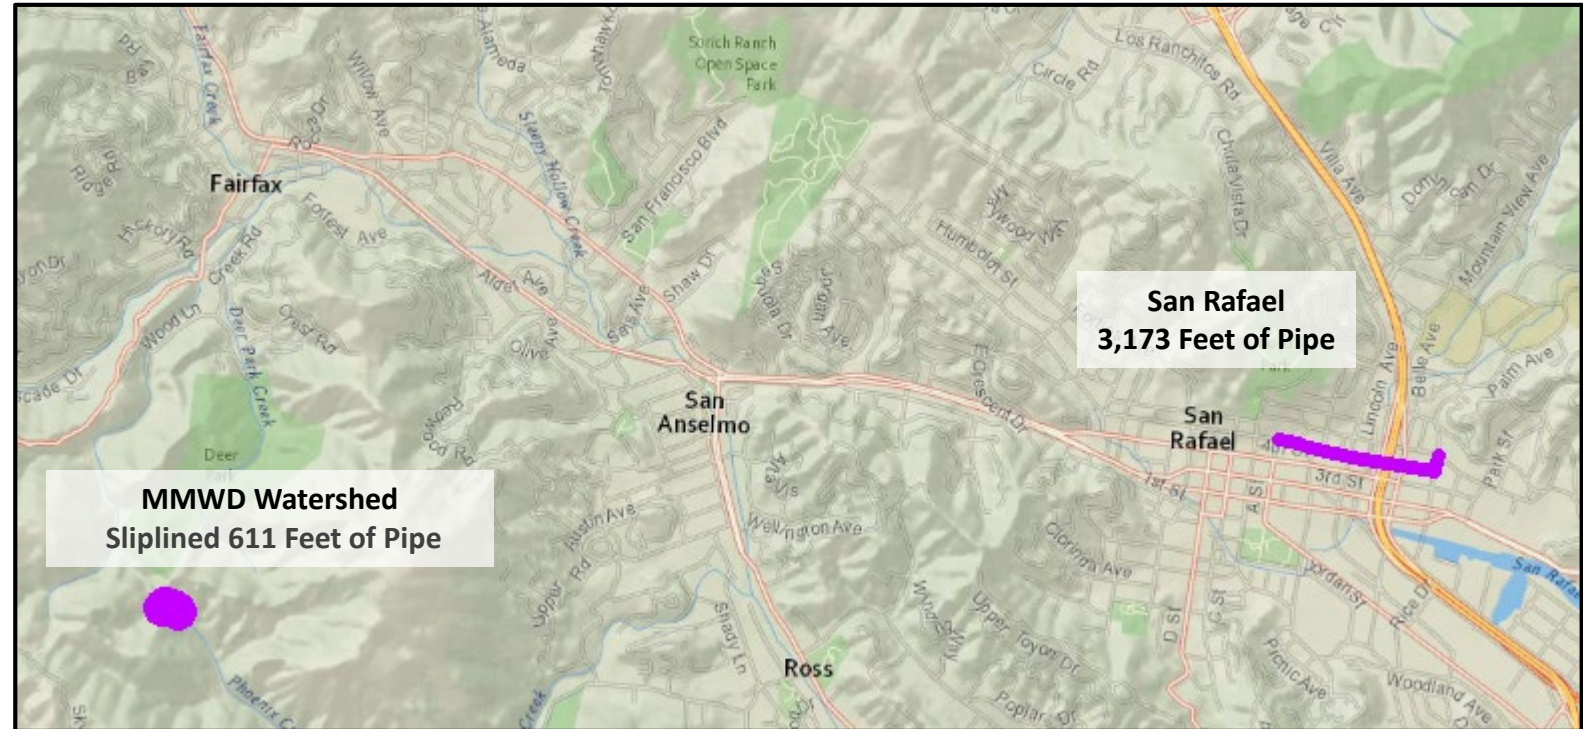 Fairfax Creek
Willow Ave
Alameda
Sorich Ranch
Open Space
Park
Circle Rd
Los Ranchitos Rd
Villa Ave
Mountain View Ave
Chula Vista Dr
Sleepy Hollow Creek
San Francisco Blvd
Fairfax
Forrest Ave
Hickory Rd
Creek Rd
Wood Ln
Deer Park Creek
Crest Rd
Alder Ave
Olive Ave
Sais Ave
Shaw Dr
Sequoia Dr
Jordan Ave
Humboldt St
San Rafael
3,173 Feet of Pipe
Park
Lincoln Ave
Belle Ave
Palm Ave
E Crescent Dr
San
Anselmo
San
Rafael
Redwood Rd
Deer
MMWD Watershed
Sliplined 611 Feet of Pipe
Austin Ave
Upper Rd
Wellington Ave
1st St
3rd St
A St
Park St
Clorinda Ave
Jordan St
Rice Dr
D St
C St
Upper Toyon Dr
Shady Ln
Ross
Picnic Ave
Woodland Ave
Poplar Dr
Creek